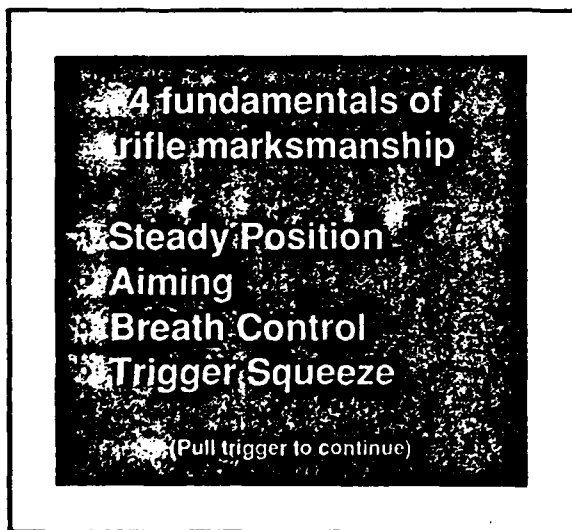 4 fundamentals of
rifle marksmanship
Steady Position
Aiming
Breath Control
Trigger Squeeze
(Pull trigger to continue)